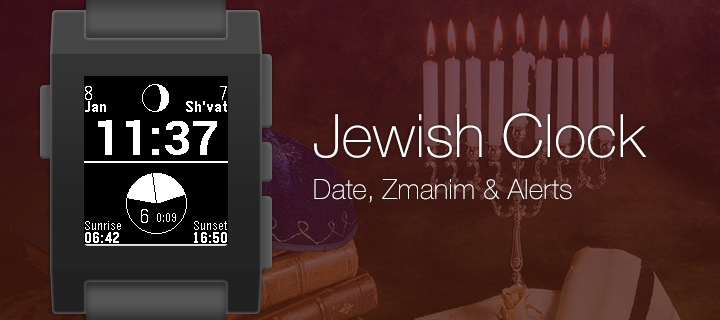 8 7
Jan Sh'vat
11:37
6 0:09
Sunrise Sunset
06:42 16:50
Jewish Clock
Date, Zmanim & Alerts